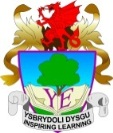 YE
YSBRYDOLI DYSGU
INSPIRING LEARNING